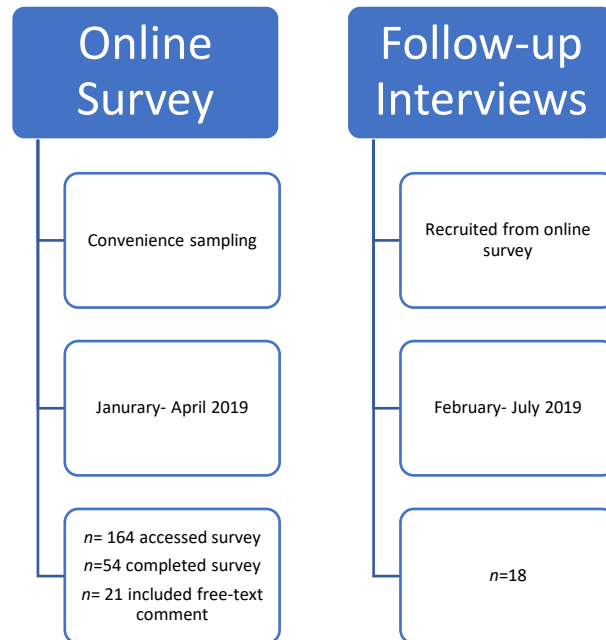 Online
Survey
Convenience sampling
Janurary- April 2019
n= 164 accessed survey
n=54 completed survey
n= 21 included free-text
comment
Follow-up
Interviews
Recruited from online
survey
February- July 2019
n=18